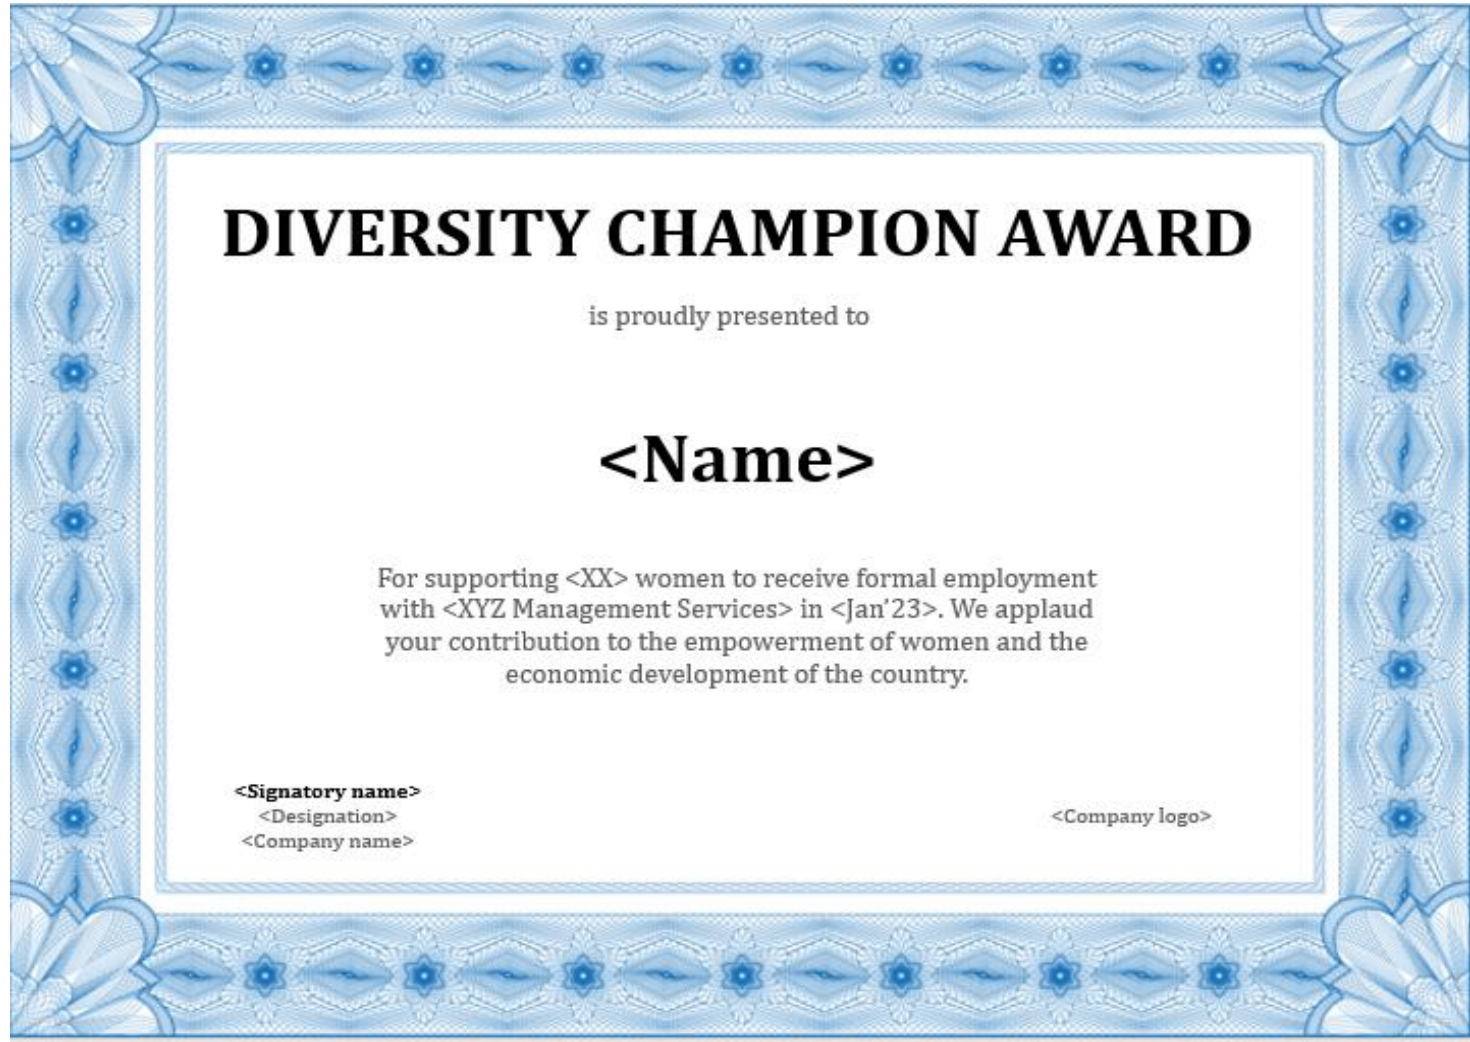 DIVERSITY CHAMPION AWARD
is proudly presented to
<Name>
For supporting <XX> women to receive formal employment
with <XYZ Management Services> in <Jan’23>. We applaud
your contribution to the empowerment of women and the
economic development of the country.
<Signatory name>
<Designation>
<Company name>
<Company logo>